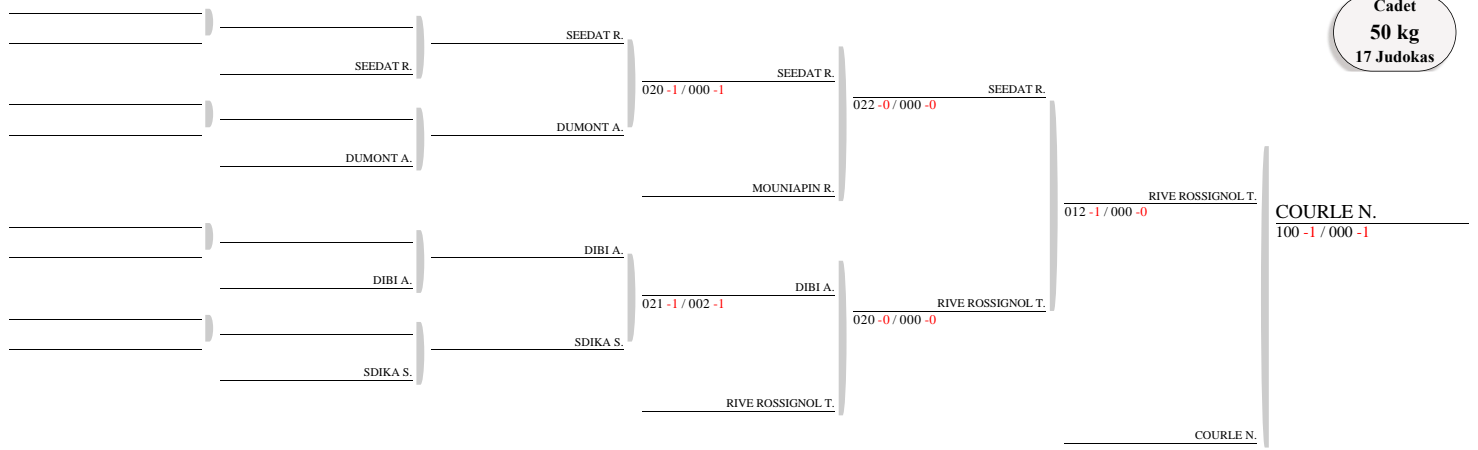 Cadet
50 kg
17 Judokas
SEEDAT R.
SEEDAT R.
DUMONT A.
DUMONT A.
SEEDAT R.
020 -1 / 000 -1
MOUNIAPIN R.
SEEDAT R.
022 -0 / 000 -0
DIBI A.
DIBI A.
SDIKA S.
SDIKA S.
DIBI A.
021 -1 / 002 -1
RIVE ROSSIGNOL T.
RIVE ROSSIGNOL T.
020 -0 / 000 -0
RIVE ROSSIGNOL T.
012 -1 / 000 -0
COURLE N.
COURLE N.
100 -1 / 000 -1